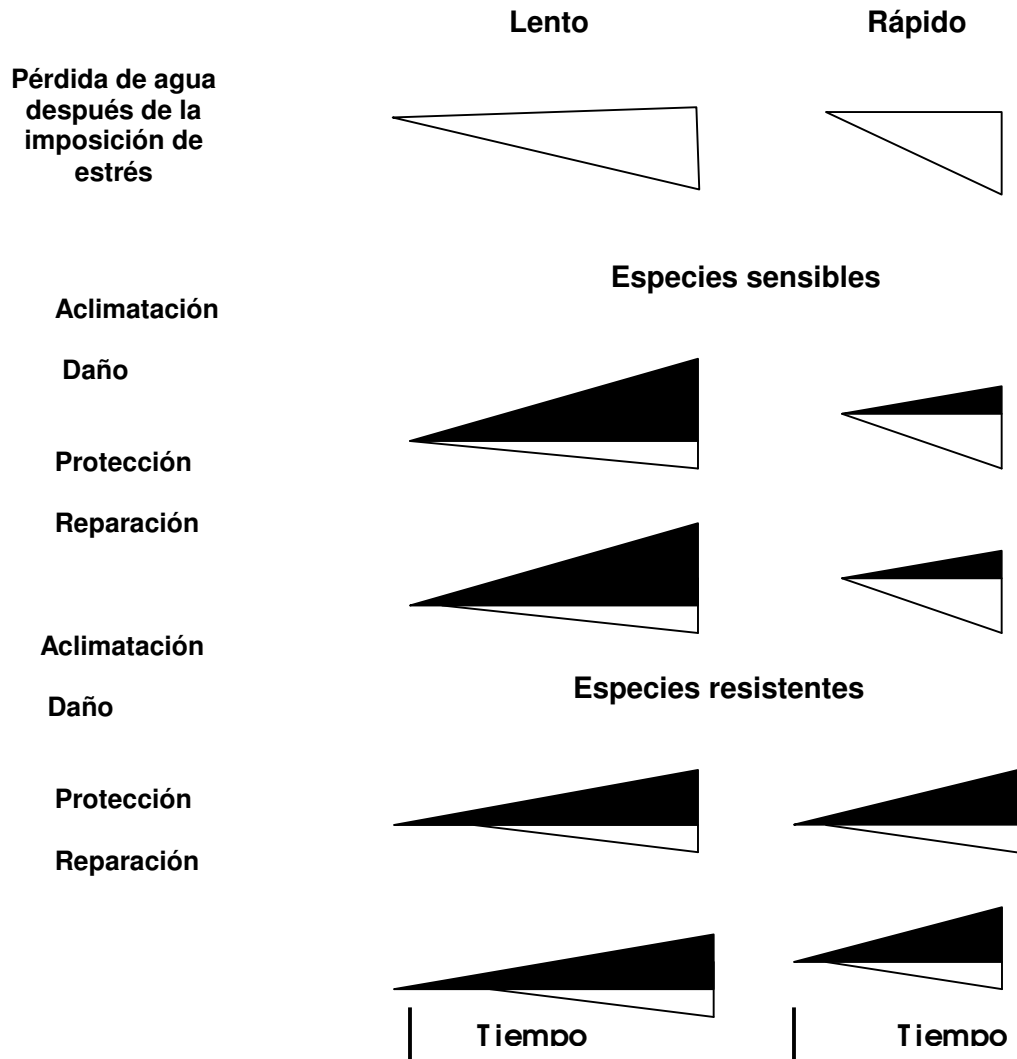 Lento Rápido
Pérdida de agua
después de la
imposición de
estrés
Especies sensibles
Aclimatación
Daño
Protección
Reparación
Aclimatación
Especies resistentes
Daño
Protección
Reparación
Tiempo Tiempo